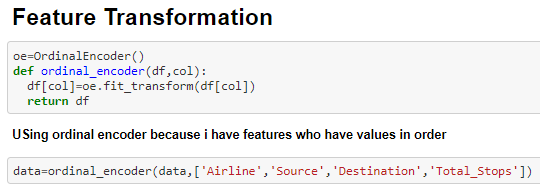 Feature Transformation
oe=OrdinalEncoder()
def ordinal_encoder(df,col):
  df[col]=oe.fit_transform(df[col])
  return df
USing ordinal encoder because i have features who have values in order
data=ordinal_encoder(data,['Airline','Source','Destination','Total_Stops'])